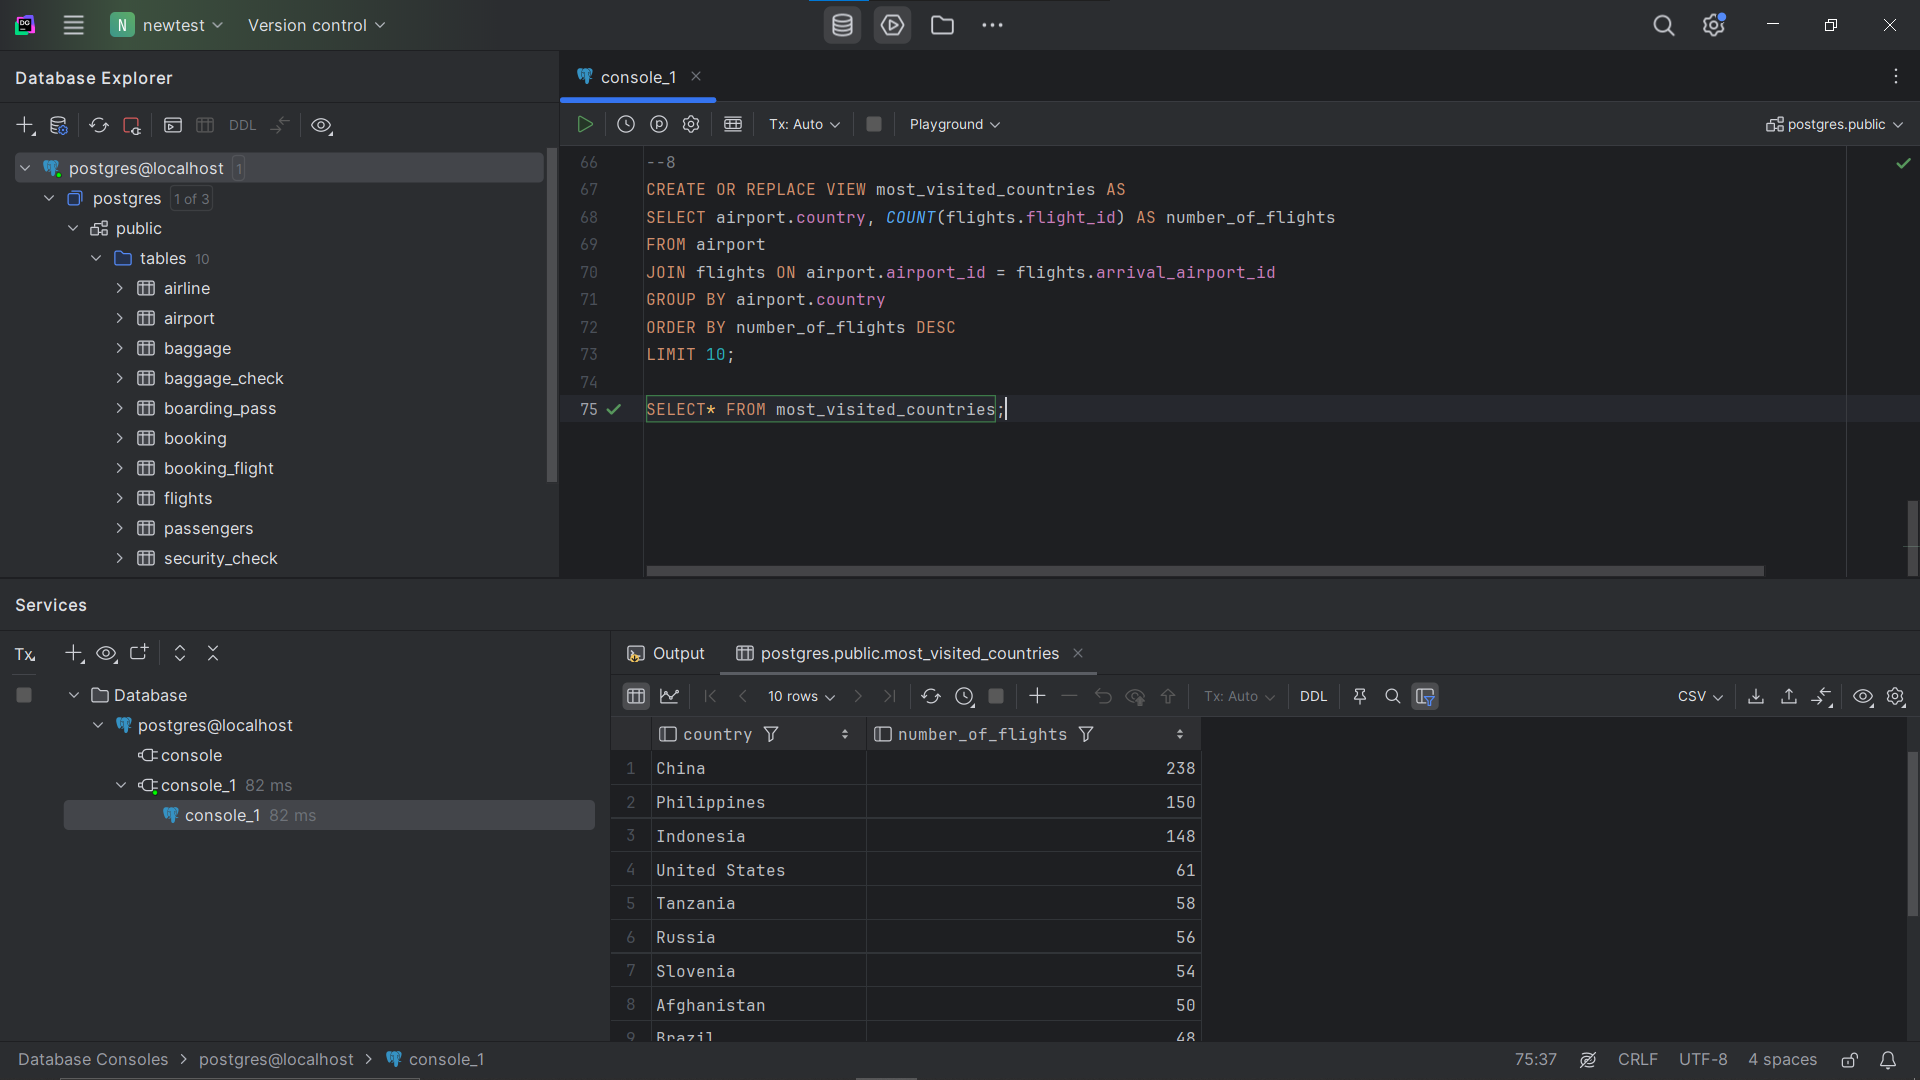 N newtest
Version control
Database Explorer
DDL
postgres@localhost 1
postgres 1 of 3
public
tables 10
airline
airport
baggage
baggage_check
boarding_pass
booking
booking_flight
flights
passengers
security_check
console_1
Tx: Auto
Playground
postgres.public
66 --8
67 CREATE OR REPLACE VIEW most_visited_countries AS
68 SELECT airport.country, COUNT(flights.flight_id) AS number_of_flights
69 FROM airport
70 JOIN flights ON airport.airport_id = flights.arrival_airport_id
71 GROUP BY airport.country
72 ORDER BY number_of_flights DESC
73 LIMIT 10;
74
75 SELECT* FROM most_visited_countries;
Services
Tx
Database
postgres@localhost
console
console_1 82 ms
console_1 82 ms
Output
postgres.public.most_visited_countries
10 rows
Tx: Auto
DDL
CSV
country number_of_flights
1 China 238
2 Philippines 150
3 Indonesia 148
4 United States 61
5 Tanzania 58
6 Russia 56
7 Slovenia 54
8 Afghanistan 50
9 Brazil 48
Database Consoles > postgres@localhost > console_1
75:37 CRLF UTF-8 4 spaces